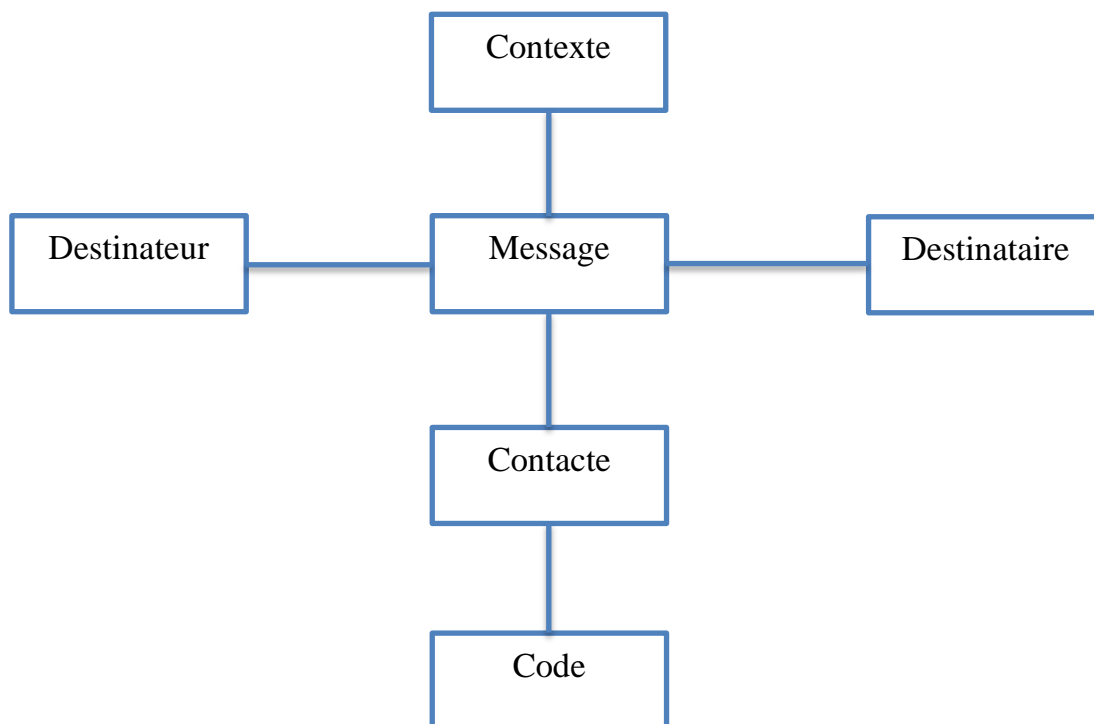 Contexte
Destinateur
Message
Destinataire
Contacte
Code